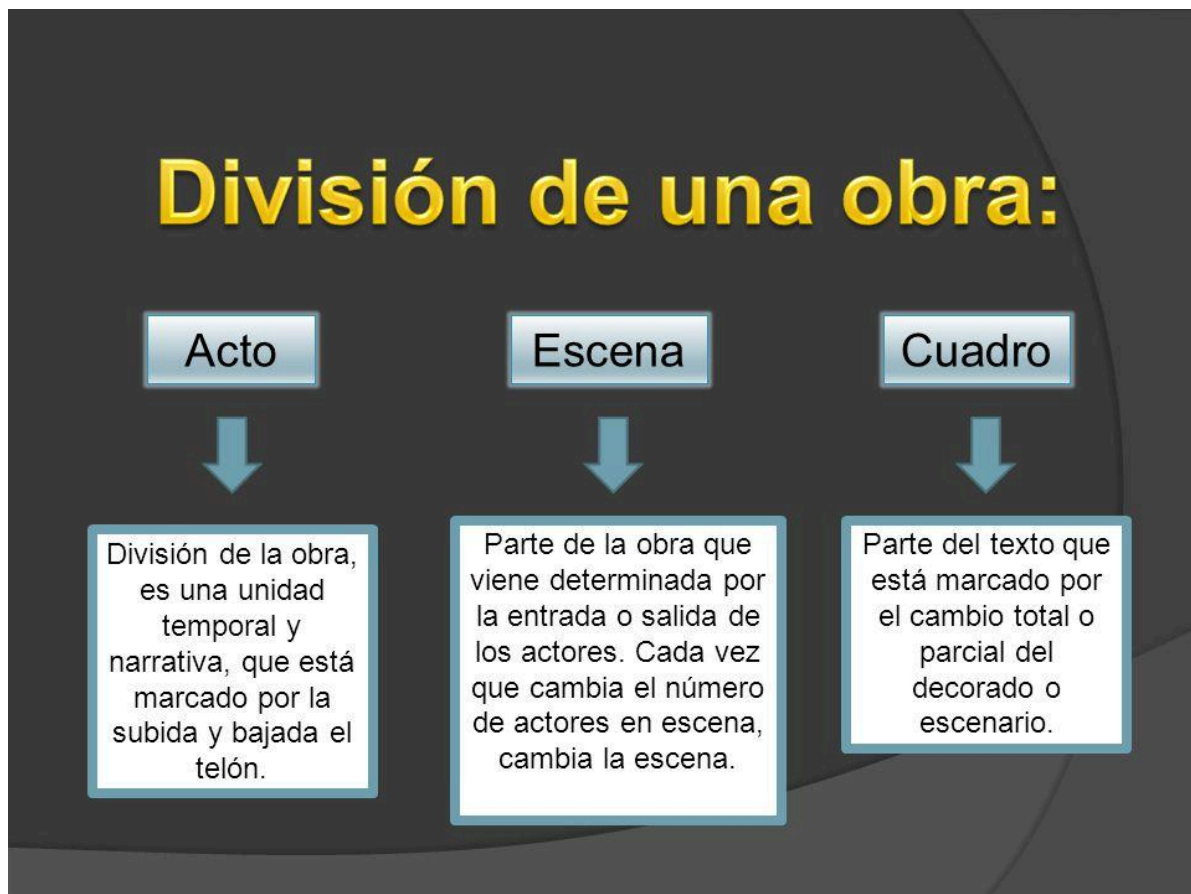 División de una obra:
Acto
Escena
Cuadro
División de la obra,
es una unidad
temporal y
narrativa, que está
marcado por la
subida y bajada el
telón.
Parte de la obra que
viene determinada por
la entrada o salida de
los actores. Cada vez
que cambia el número
de actores en escena,
cambia la escena.
Parte del texto que
está marcado por
el cambio total o
parcial del
decorado o
escenario.